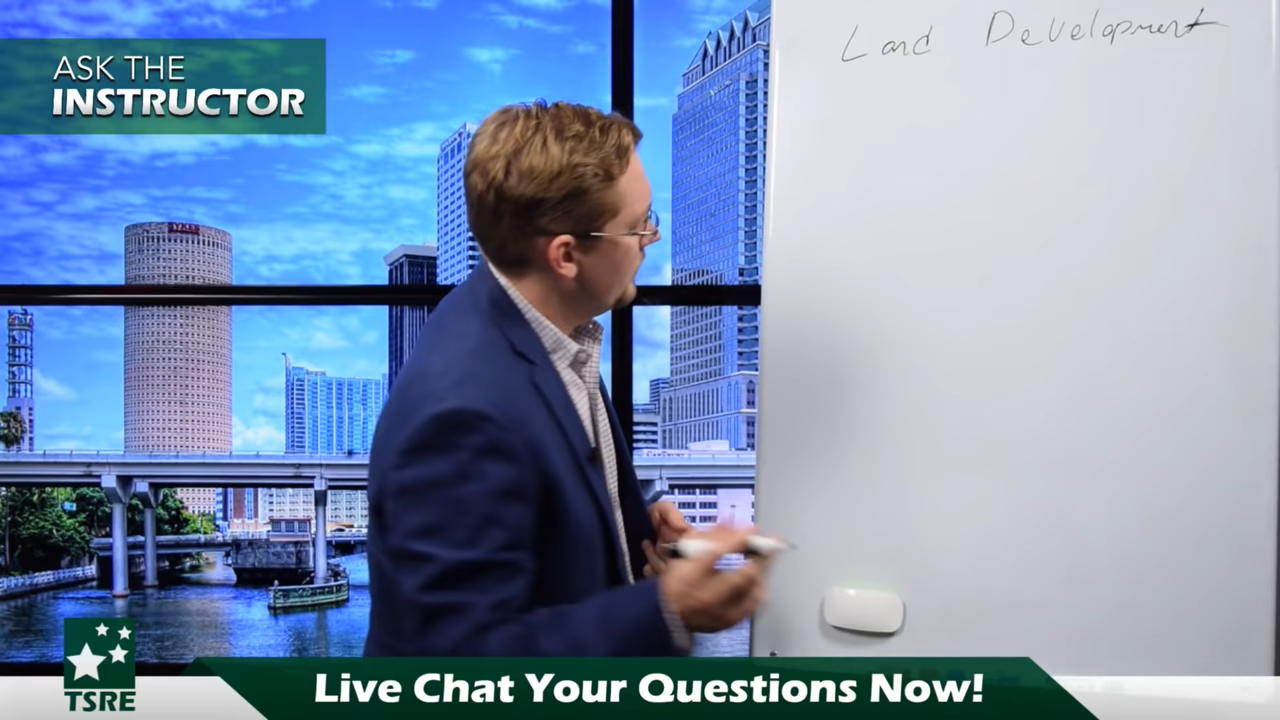 ASK THE
INSTRUCTOR
Land Development
TSRE
Live Chat Your Questions Now!